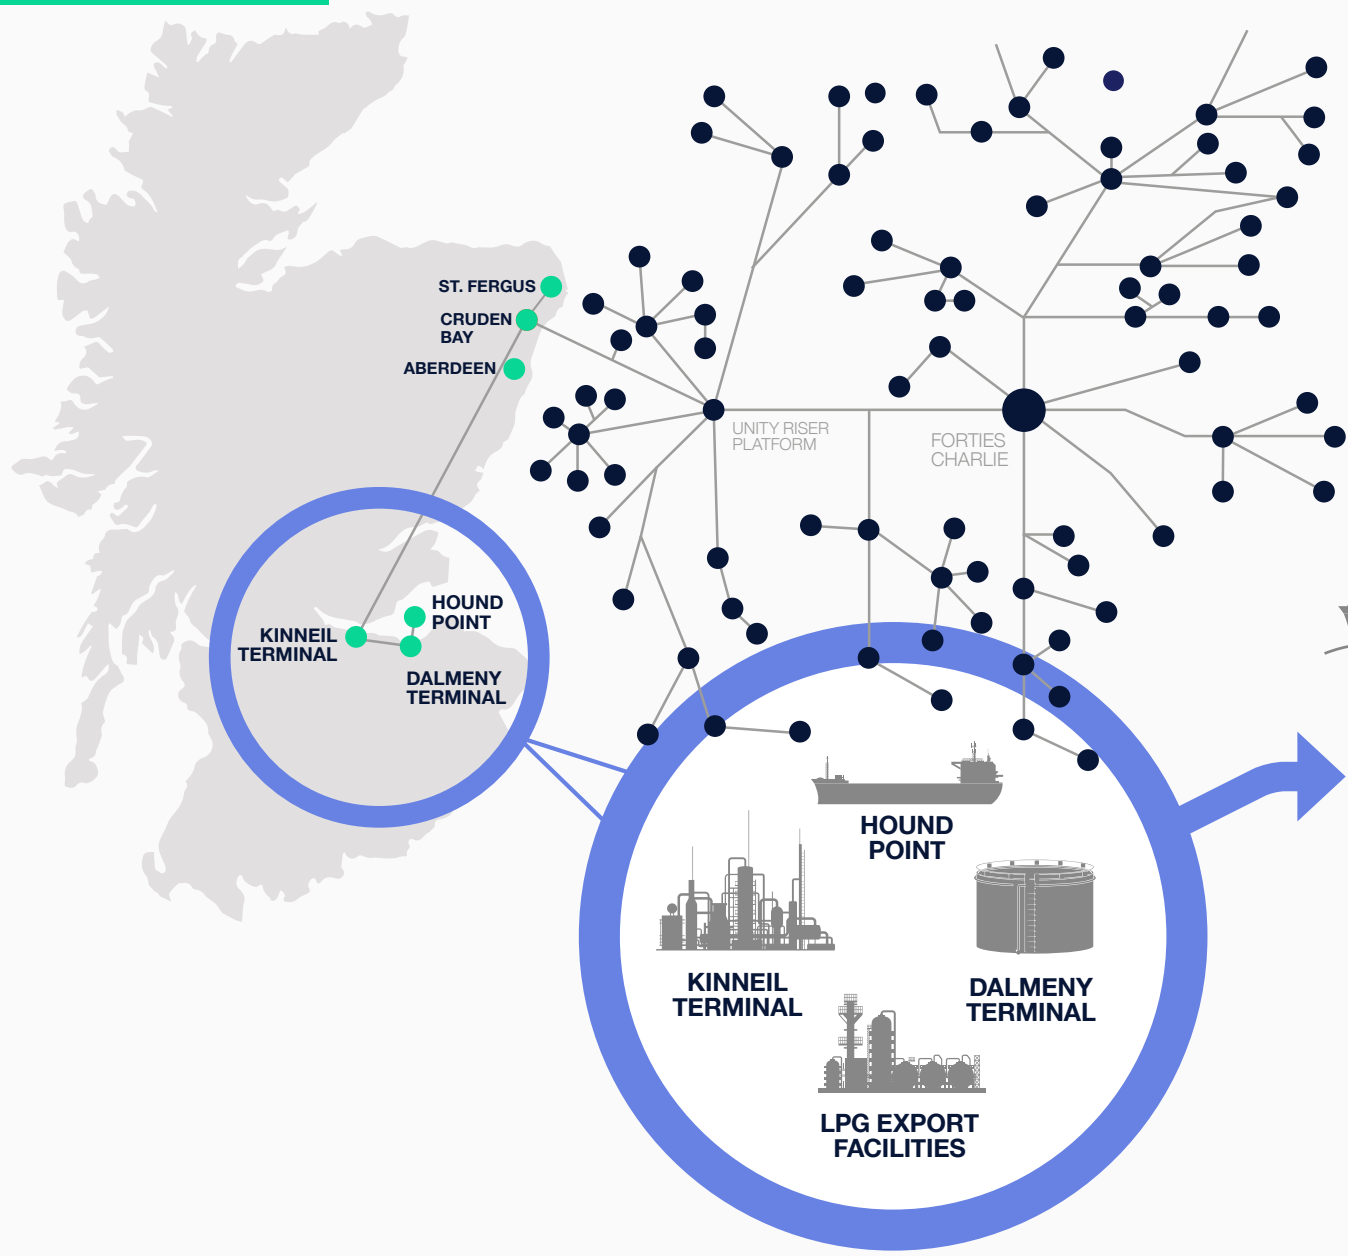 ST. FERGUS
CRUDEN
BAY
ABERDEEN
UNITY RISER
PLATFORM
FORTIES
CHARLIE
HOUND
POINT
KINNEIL
TERMINAL
DALMENY
TERMINAL
HOUND
POINT
KINNEIL
TERMINAL
DALMENY
TERMINAL
LPG EXPORT
FACILITIES